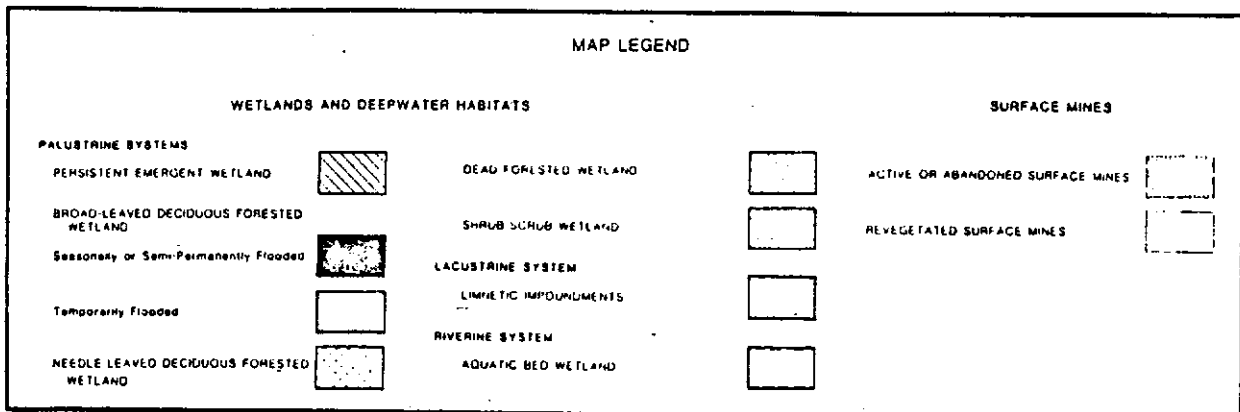 MAP LEGEND
WETLANDS AND DEEPWATER HABITATS
PALUSTRINE SYSTEMS
PERSISTENT EMERGENT WETLAND
BROAD-LEAVED DECIDUOUS FORESTED
WETLAND
Seasonally or Semi-Permanently Flooded
Temporarily Flooded
NEEDLE LEAVED DECIDUOUS FORESTED
WETLAND
DEAD FORESTED WETLAND
SHRUB SCRUB WETLAND
LACUSTRINE SYSTEM
LIMNETIC IMPOUNDMENTS
RIVERINE SYSTEM
AQUATIC BED WETLAND
SURFACE MINES
ACTIVE OR ABANDONED SURFACE MINES
REVEGETATED SURFACE MINES